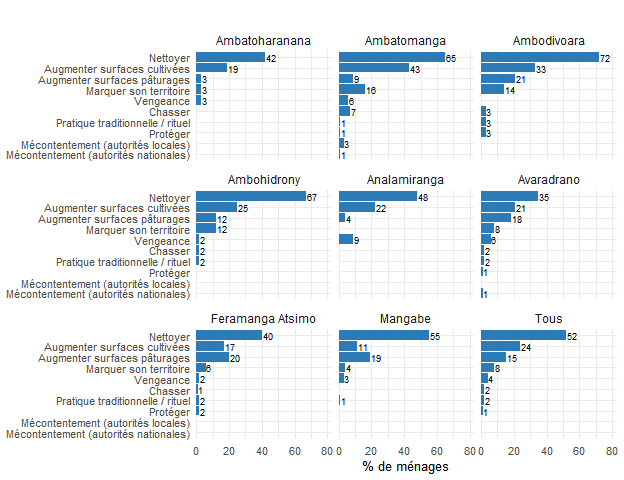 Ambatoharanana Ambatomanga Ambodivoara
Nettoyer 42 65 72
Augmenter surfaces cultivées 19 43 33
Augmenter surfaces pâturages 3 9 21
Marquer son territoire 3 16 14
Vengeance 3 6
Chasser 7 3
Pratique traditionnelle / rituel 1 3
Protéger 1 3
Mécontentement (autorités locales) 3
Mécontentement (autorités nationales) 1
Ambohidrony Analamiranga Avaradrano
Nettoyer 67 48 35
Augmenter surfaces cultivées 25 22 21
Augmenter surfaces pâturages 12 4 18
Marquer son territoire 12 8
Vengeance 2 9 6
Chasser 2 2
Pratique traditionnelle / rituel 2 2
Protéger 1
Mécontentement (autorités locales)
Mécontentement (autorités nationales) 1
Feramanga Atsimo Mangabe Tous
Nettoyer 40 55 52
Augmenter surfaces cultivées 17 11 24
Augmenter surfaces pâturages 20 19 15
Marquer son territoire 6 4 8
Vengeance 2 3 4
Chasser 1 2
Pratique traditionnelle / rituel 2 1 2
Protéger 2 1
Mécontentement (autorités locales)
Mécontentement (autorités nationales)
0 20 40 60 80 0 20 40 60 80 0 20 40 60 80
% de ménages